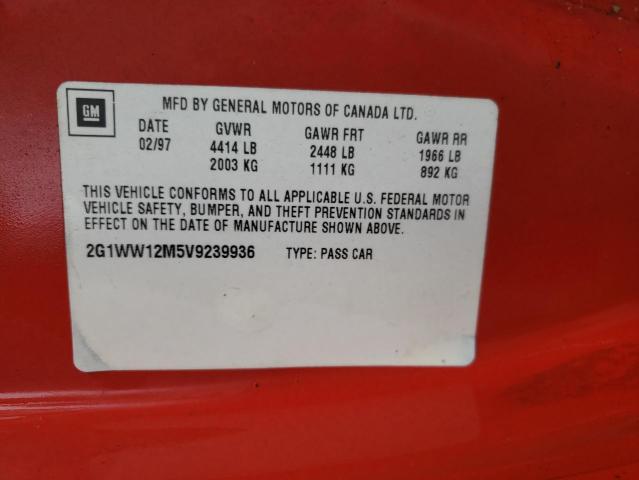 GM
MFD BY GENERAL MOTORS OF CANADA LTD.
DATE GVWR GAWR FRT GAWR RR
02/97 4414 LB 2448 LB 1966 LB
2003 KG 1111 KG 892 KG
THIS VEHICLE CONFORMS TO ALL APPLICABLE U.S. FEDERAL MOTOR
VEHICLE SAFETY, BUMPER, AND THEFT PREVENTION STANDARDS IN
EFFECT ON THE DATE OF MANUFACTURE SHOWN ABOVE.
2G1WW12M5V9239936 TYPE: PASS CAR